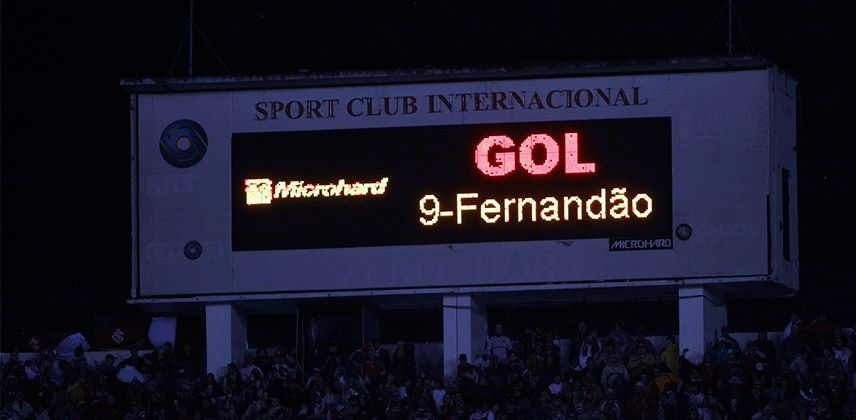 SPORT CLUB INTERNACIONAL
GOL
Microhard
9-Fernandão
MICROHARD